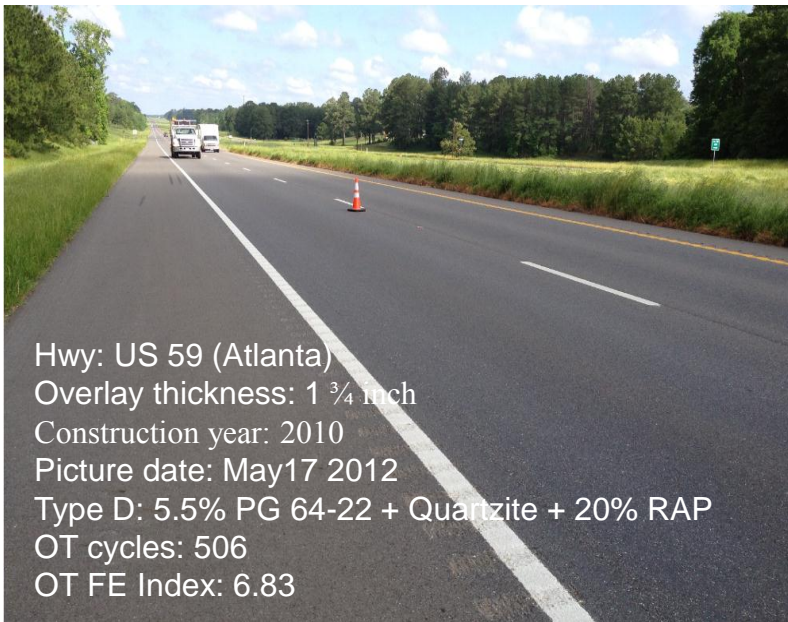 Hwy: US 59 (Atlanta)
Overlay thickness: 1 ¾ inch
Construction year: 2010
Picture date: May17 2012
Type D: 5.5% PG 64-22 + Quartzite + 20% RAP
OT cycles: 506
OT FE Index: 6.83